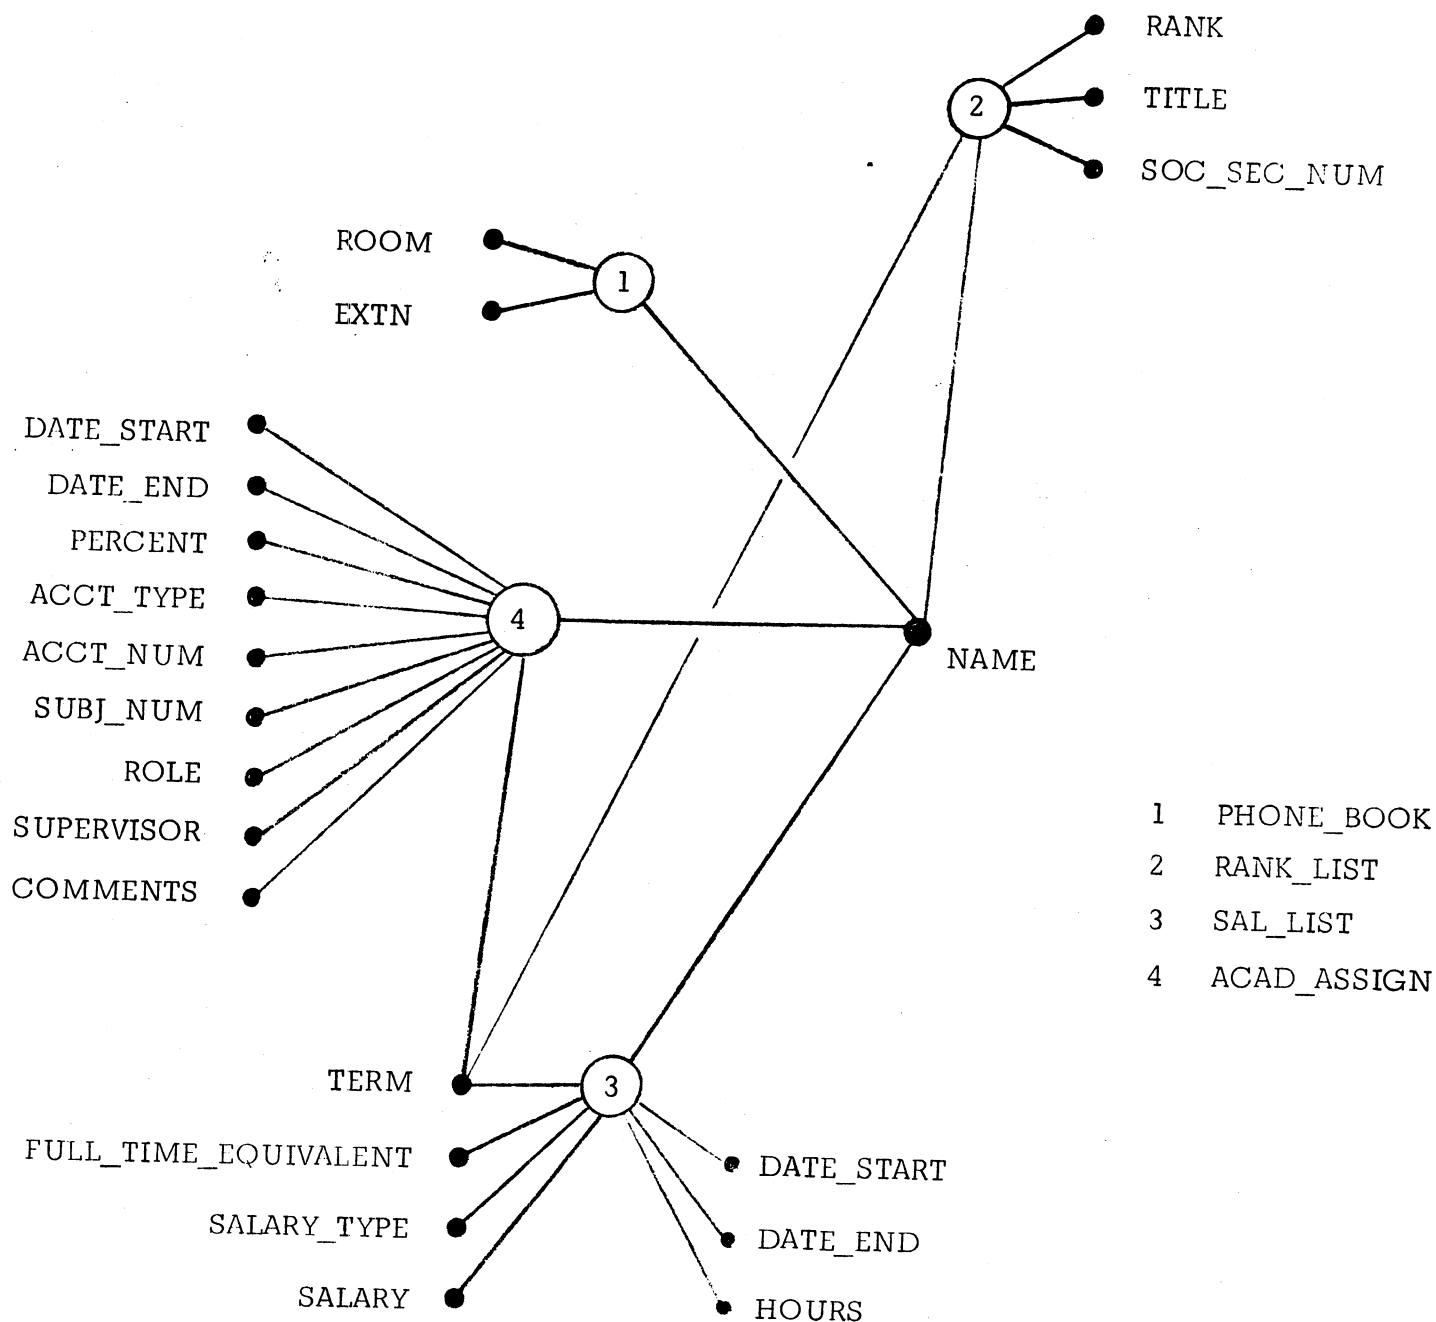 RANK
2
TITLE
SOC_SEC_NUM
ROOM
1
EXTN
DATE_START
DATE_END
PERCENT
ACCT_TYPE
4
ACCT_NUM
NAME
SUBJ_NUM
ROLE
SUPERVISOR
COMMENTS
1 PHONE_BOOK
2 RANK_LIST
3 SAL_LIST
4 ACAD_ASSIGN
TERM
3
FULL_TIME_EQUIVALENT
DATE_START
SALARY_TYPE
DATE_END
SALARY
HOURS